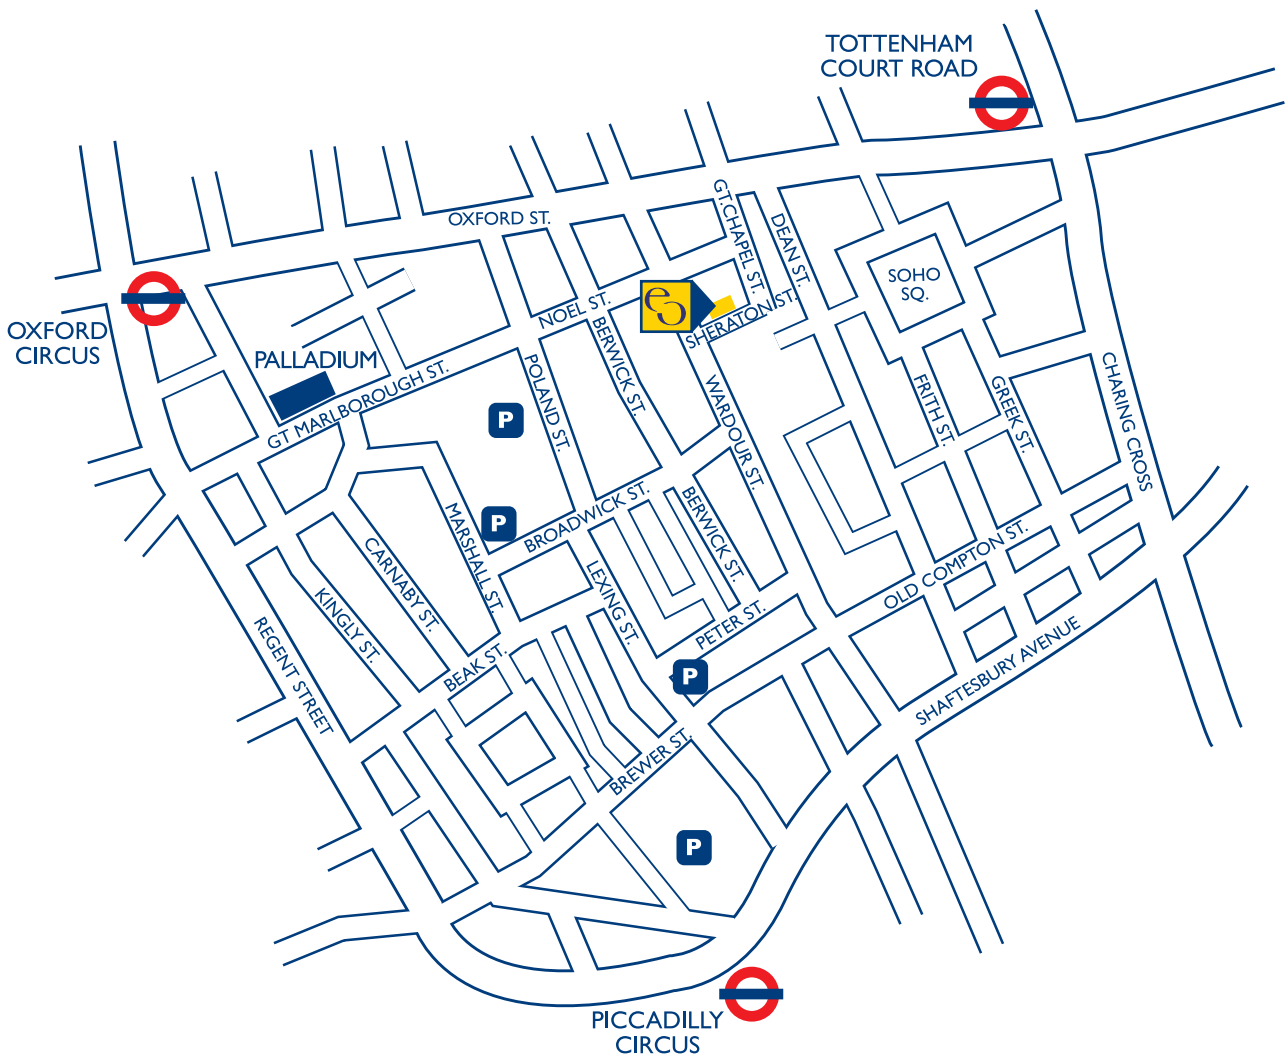 TOTTENHAM
COURT ROAD
OXFORD ST.
GT.CHAPEL ST.
DEAN ST.
SOHO
SQ.
OXFORD
CIRCUS
NOEL ST.
SHERATON ST.
PALLADIUM
GT MARLBOROUGH ST.
POLAND ST.
BERWICK ST.
WARDOUR ST.
FRITH ST.
GREEK ST.
CHARING CROSS
P
P
MARSHALL ST.
BROADWICK ST.
BERWICK ST.
CARNABY ST.
KINGLY ST.
LEXING ST.
PETER ST.
OLD COMPTON ST.
REGENT STREET
BEAK ST.
P
SHAFTESBURY AVENUE
BREWER ST.
P
PICCADILLY
CIRCUS